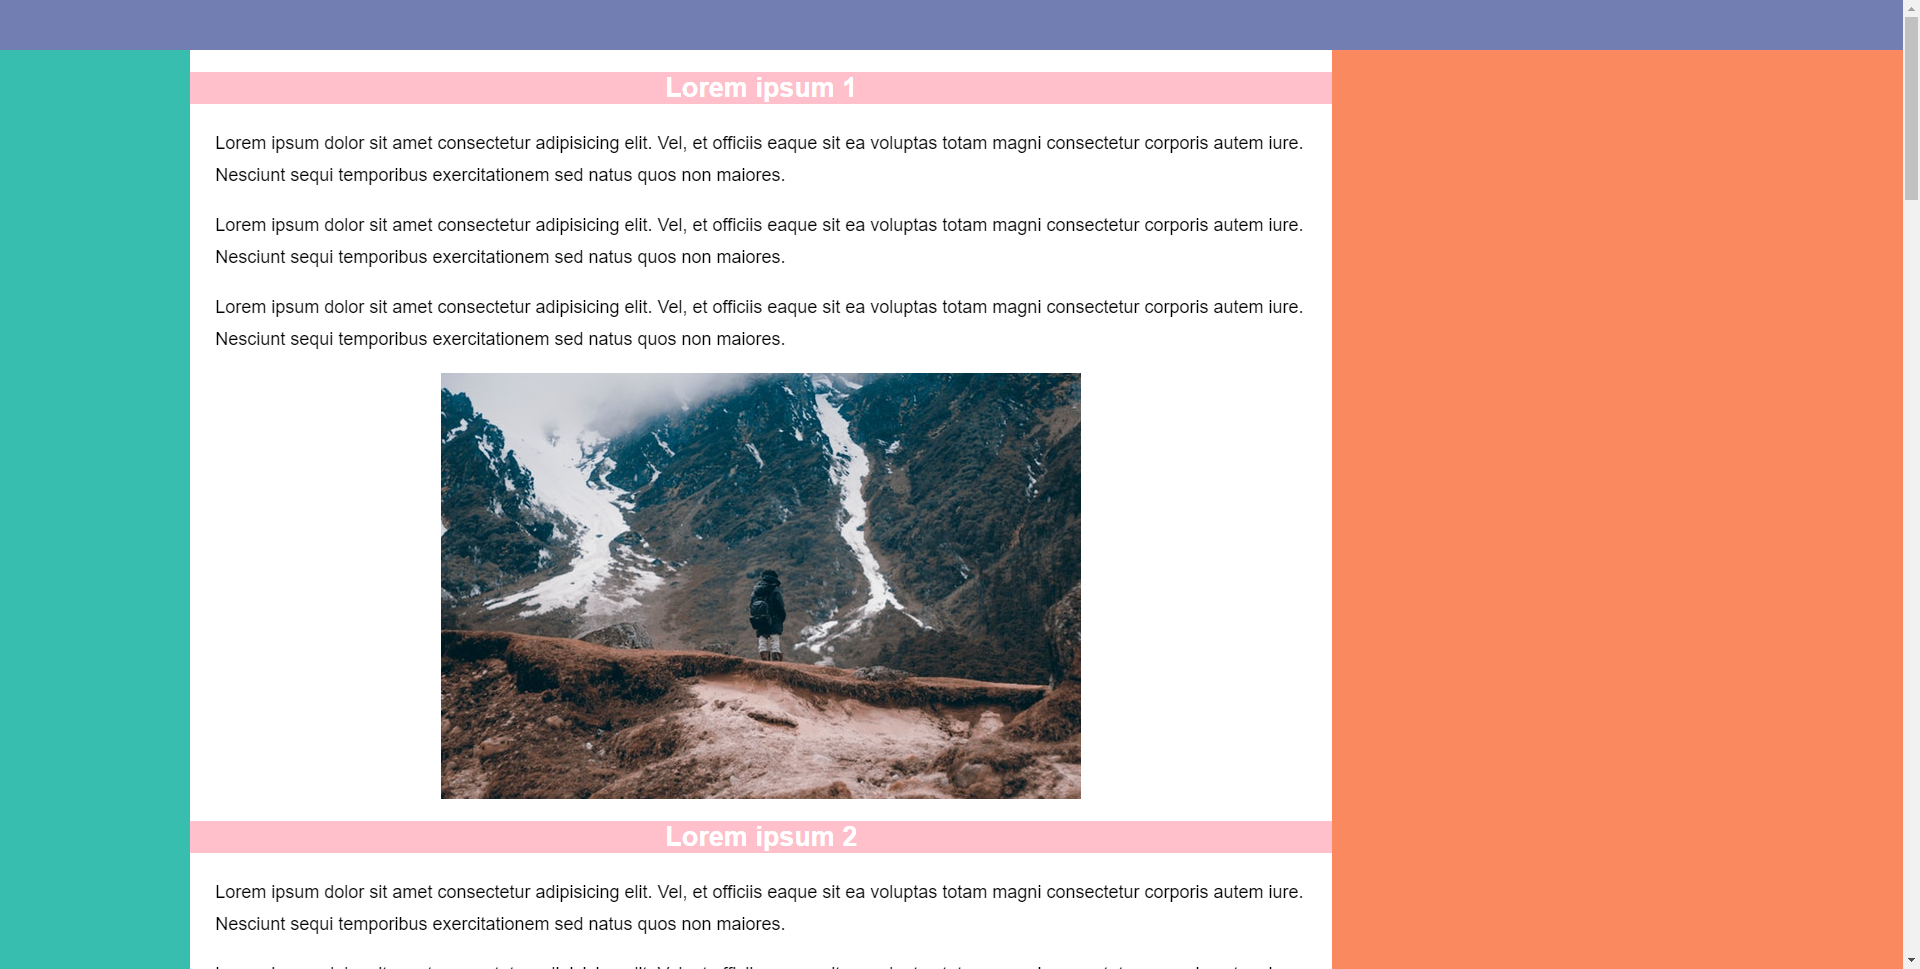 Lorem ipsum 1
Lorem ipsum dolor sit amet consectetur adipisicing elit. Vel, et officiis eaque sit ea voluptas totam magni consectetur corporis autem iure.
Nesciunt sequi temporibus exercitationem sed natus quos non maiores.
Lorem ipsum dolor sit amet consectetur adipisicing elit. Vel, et officiis eaque sit ea voluptas totam magni consectetur corporis autem iure.
Nesciunt sequi temporibus exercitationem sed natus quos non maiores.
Lorem ipsum dolor sit amet consectetur adipisicing elit. Vel, et officiis eaque sit ea voluptas totam magni consectetur corporis autem iure.
Nesciunt sequi temporibus exercitationem sed natus quos non maiores.
Lorem ipsum 2
Lorem ipsum dolor sit amet consectetur adipisicing elit. Vel, et officiis eaque sit ea voluptas totam magni consectetur corporis autem iure.
Nesciunt sequi temporibus exercitationem sed natus quos non maiores.